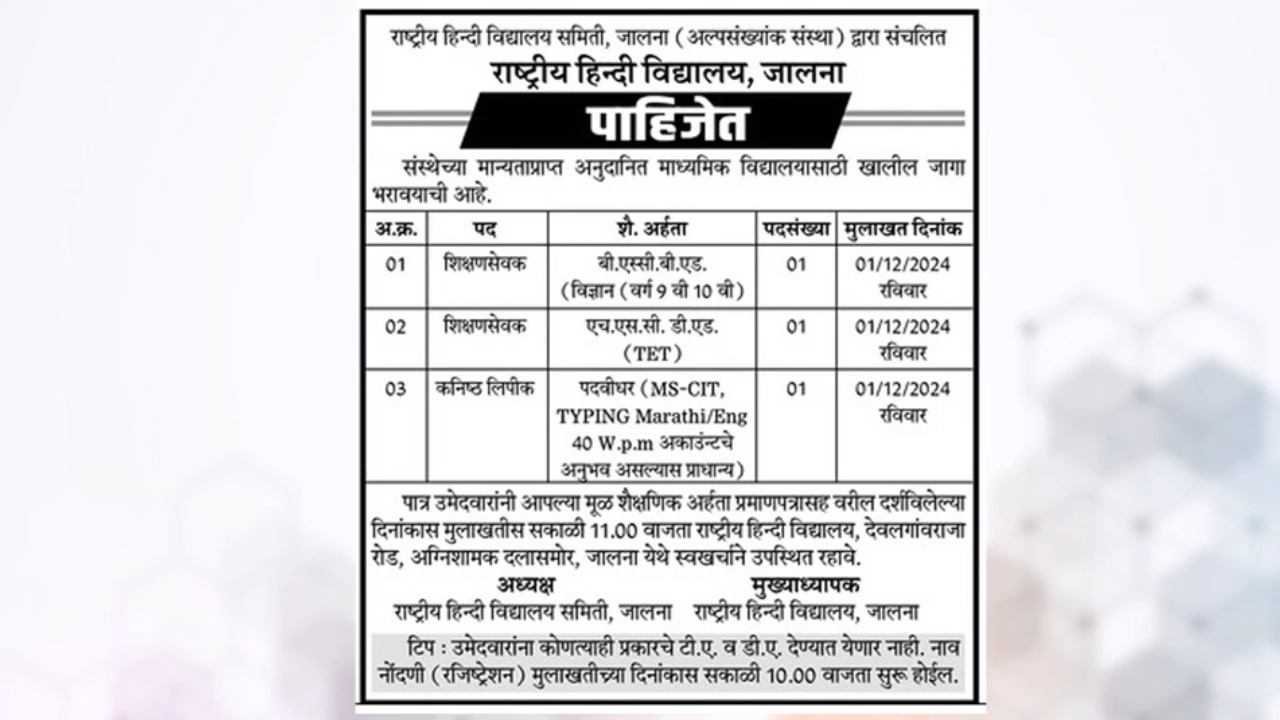 राष्ट्रीय हिन्दी विद्यालय समिती, जालना (अल्पसंख्यांक संस्था) द्वारा संचलित
राष्ट्रीय हिन्दी विद्यालय, जालना
पाहिजेत
संस्थेच्या मान्यताप्राप्त अनुदानित माध्यमिक विद्यालयासाठी खालील जागा
भरावयाची आहे.
अ.क्र. पद शै. अर्हता पदसंख्या मुलाखत दिनांक
01 शिक्षणसेवक बी.एस्सी.बी.एड. 01 01/12/2024
(विज्ञान (वर्ग 9 वी 10 वी) रविवार
02 शिक्षणसेवक एच.एस.सी. डी.एड. 01 01/12/2024
(TET) रविवार
03 कनिष्ठ लिपीक पदवीधर (MS-CIT, 01 01/12/2024
TYPING Marathi/Eng रविवार
40 W.p.m अकाउंन्टचे
अनुभव असल्यास प्राधान्य)
पात्र उमेदवारांनी आपल्या मूळ शैक्षणिक अर्हता प्रमाणपत्रासह वरील दर्शविलेल्या
दिनांकास मुलाखतीस सकाळी 11.00 वाजता राष्ट्रीय हिन्दी विद्यालय, देवलगांवराजा
रोड, अग्निशामक दलासमोर, जालना येथे स्वखर्चाने उपस्थित रहावे.
अध्यक्ष मुख्याध्यापक
राष्ट्रीय हिन्दी विद्यालय समिती, जालना राष्ट्रीय हिन्दी विद्यालय, जालना
टिप : उमेदवारांना कोणत्याही प्रकारचे टी.ए. व डी.ए. देण्यात येणार नाही. नाव
नोंदणी (रजिष्ट्रेशन) मुलाखतीच्या दिनांकास सकाळी 10.00 वाजता सुरू होईल.